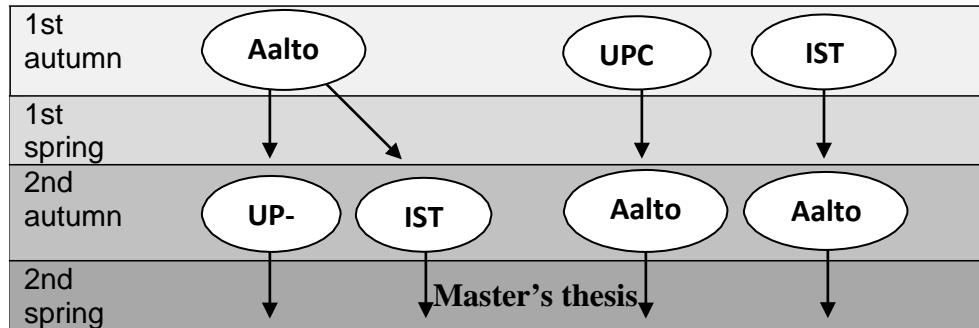 1st
autumn
Aalto UPC IST
1st
spring
2nd
autumn
UP- IST Aalto Aalto
2nd
spring
Master’s thesis